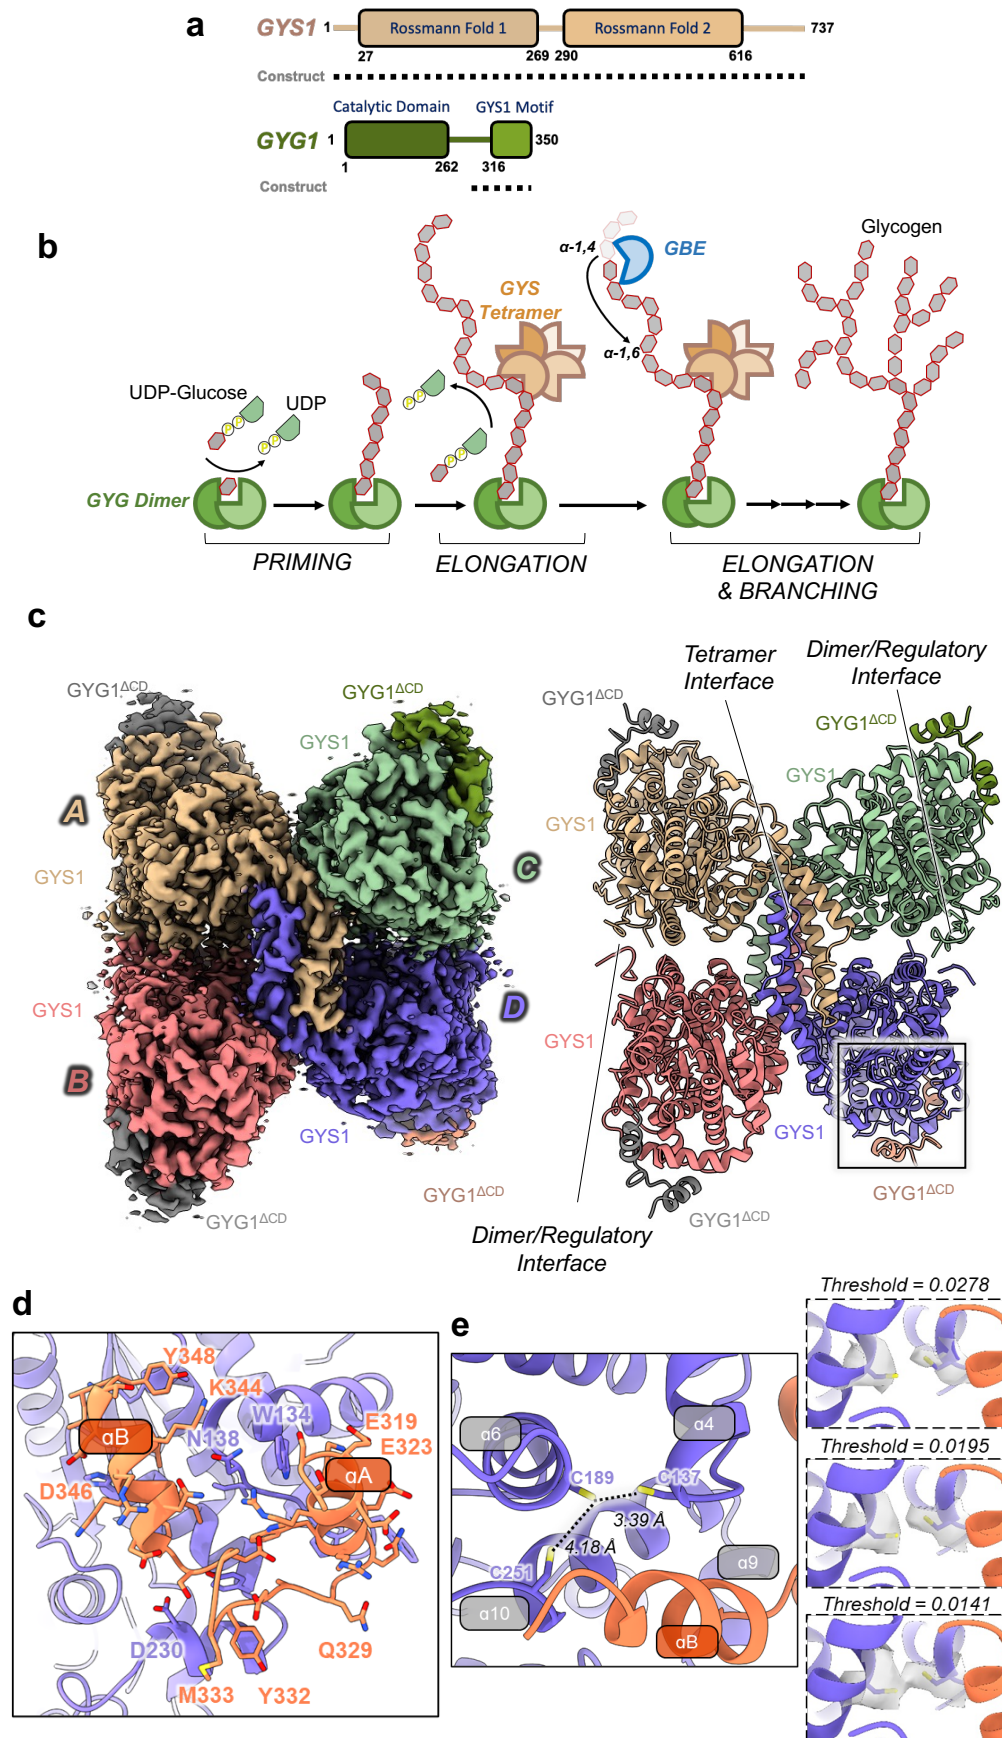 a
GYS1 1 Rossmann Fold 1 Rossmann Fold 2 737
27 269 290 616
Construct
Catalytic Domain GYS1 Motif
GYG1 1 350
1 262 316
Construct
b
α-1,4 GBE Glycogen
GYS
Tetramer
α-1,6
UDP-Glucose
UDP
P P
P P
P P
P P
GYG Dimer
PRIMING ELONGATION ELONGATION
& BRANCHING
c
Tetramer
Interface
Dimer/Regulatory
Interface
GYG1ΔCD
GYG1ΔCD
GYS1
A
GYS1
C
GYS1
D
B
GYS1
GYG1ΔCD
GYG1ΔCD
GYG1ΔCD
GYG1ΔCD
GYS1
GYS1
GYS1
GYS1
GYG1ΔCD
GYG1ΔCD
Dimer/Regulatory
Interface
d
Y348
K344
W134
E319
αB
N138
E323
αA
D346
D230
Q329
M333 Y332
e
α6
α4
C189 C137
3.39 Å
4.18 Å
C251
α9
α10
αB
Threshold = 0.0278
Threshold = 0.0195
Threshold = 0.0141